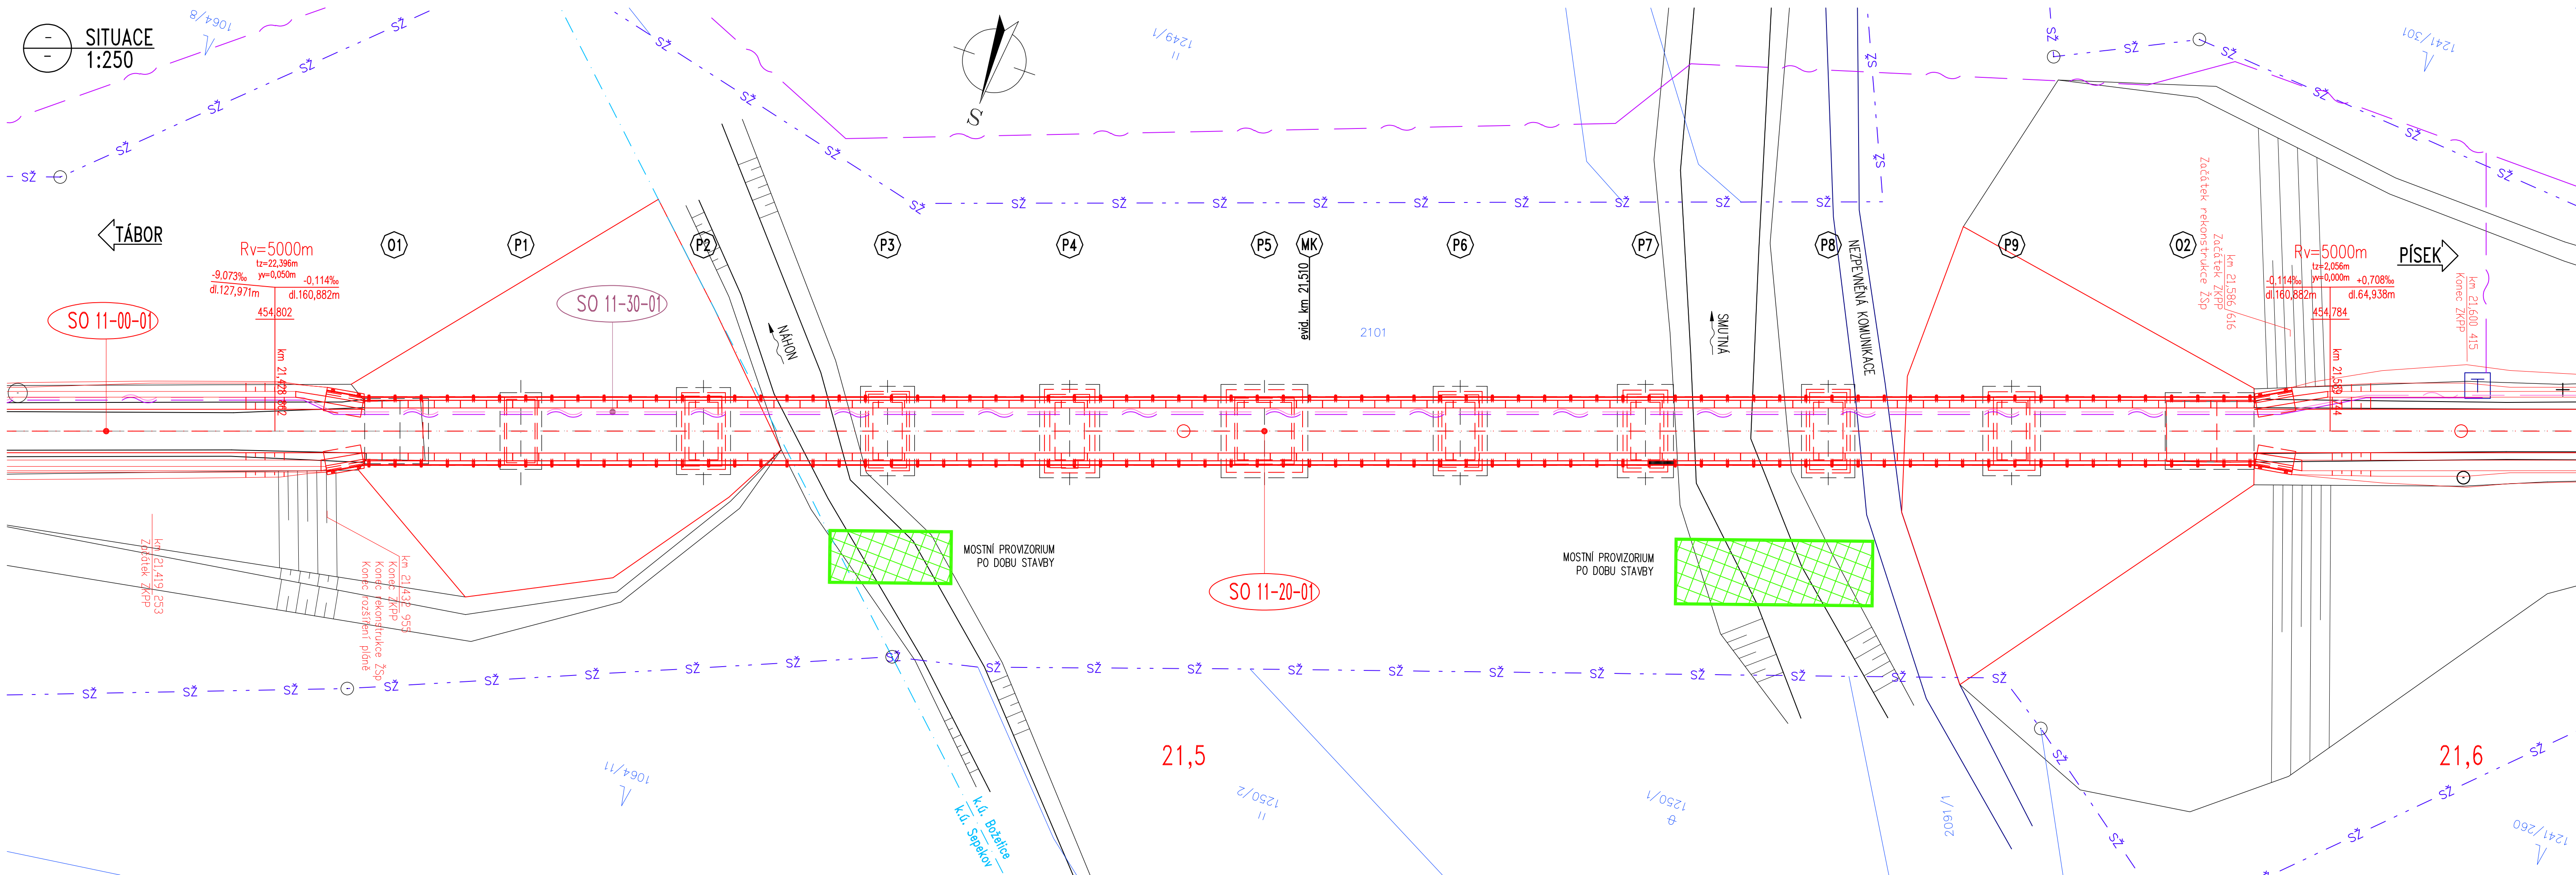 SITUACE
1:250
1064/8
1249/1
1241/301
S
TÁBOR
PÍSEK
O1
P1
P2
P3
P4
P5
MK
P6
P7
P8
P9
O2
evid. km 21.510
Rv=5000m
tz=22,396m
yv=0,050m
-9,073‰
dl.127,971m
-0,114‰
dl.160,882m
454,802
SO 11-00-01
SO 11-30-01
NÁHON
2101
SMUTNÁ
NEZPEVNĚNÁ KOMUNIKACE
km 21,586 616
Začátek ZKPP
Začátek rekonstrukce ŽSp
Rv=5000m
tz=2,056m
yv=0,000m
-0,114‰
dl.160,882m
+0,708‰
dl.64,938m
454,784
km 21,600 415
Konec ZKPP
km 21,419 253
Začátek ZKPP
km 21,432 955
Konec ZKPP
Konec rekonstrukce ŽSp
Konec rozšíření pláně
MOSTNÍ PROVIZORIUM
PO DOBU STAVBY
MOSTNÍ PROVIZORIUM
PO DOBU STAVBY
SO 11-20-01
SŽ
21,5
21,6
1064/11
k.ú. Božetice
k.ú. Sepekov
1250/2
1250/1
2091/1
1241/260